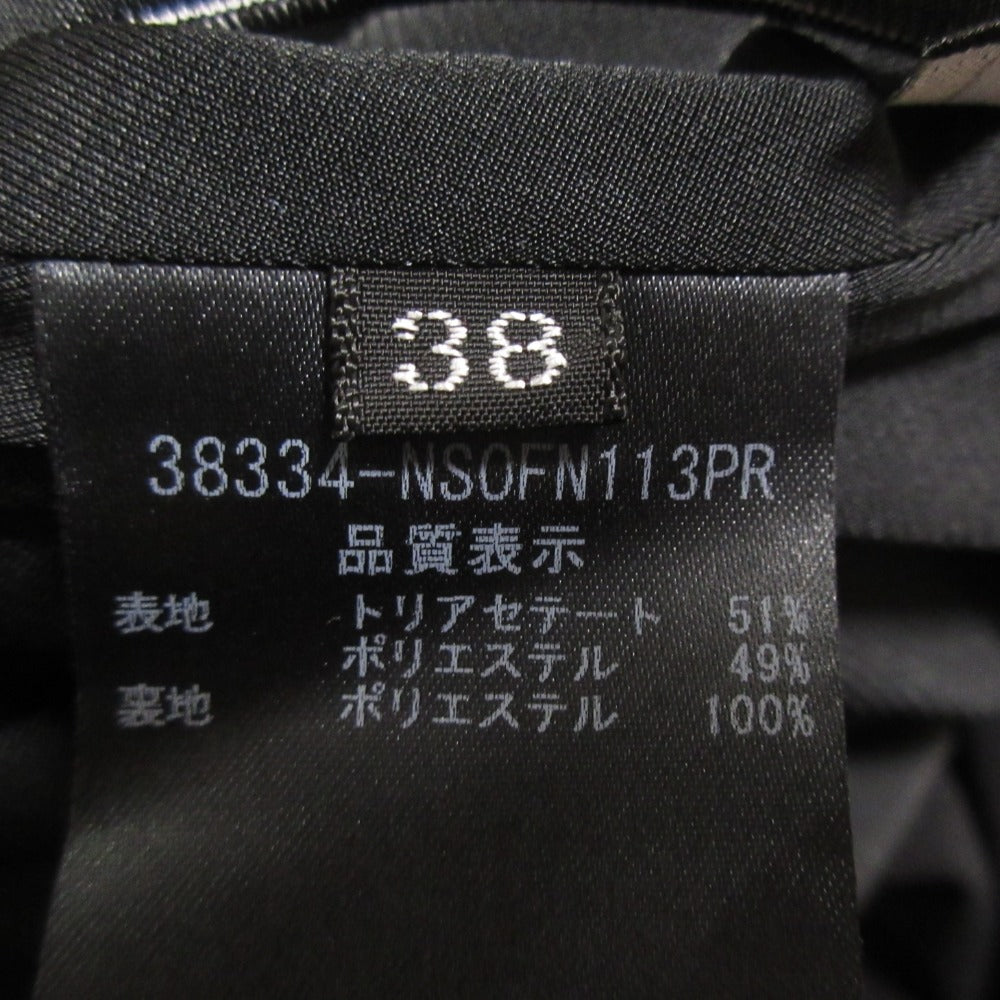 38
38334-NSOFN113PR
品質表示
表地 トリアセテート 51%
ポリエステル 49%
裏地 ポリエステル 100%